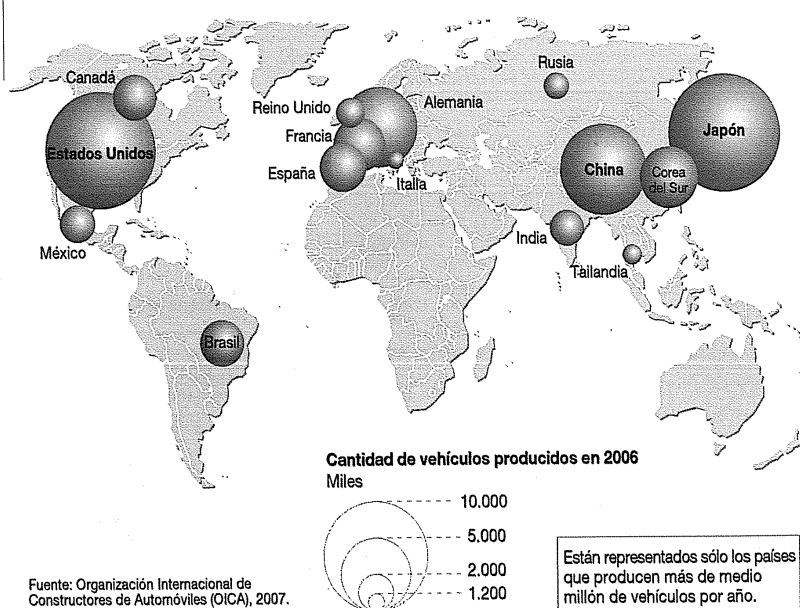 Canadá
Rusia
Reino Unido
Alemania
Francia
Estados Unidos
Japón
España
China
Corea
del Sur
Italia
México
India
Tailandia
Brasil
Cantidad de vehículos producidos en 2006
Miles
10.000
5.000
2.000
1.200
Fuente: Organización Internacional de
Constructores de Automóviles (OICA), 2007.
Están representados sólo los países
que producen más de medio
millón de vehículos por año.